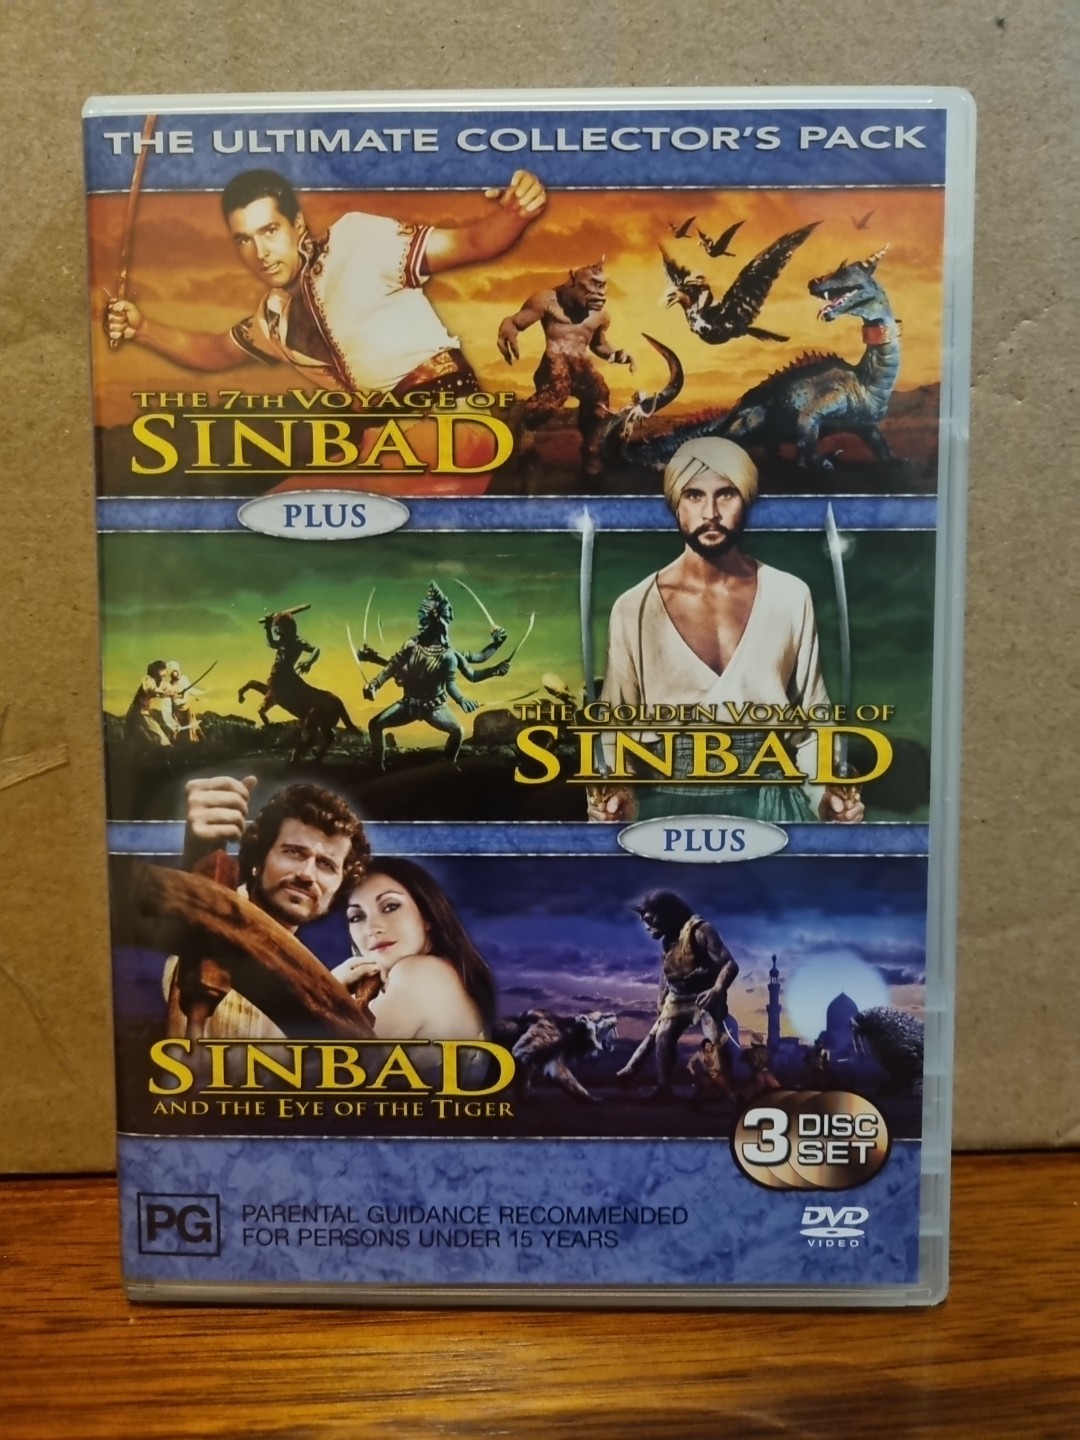 THE ULTIMATE COLLECTOR'S PACK
THE 7TH VOYAGE OF
SINBAD
PLUS
THE GOLDEN VOYAGE OF
SINBAD
PLUS
SINBAD
AND THE EYE OF THE TIGER
3 DISC
SET
PG
PARENTAL GUIDANCE RECOMMENDED
FOR PERSONS UNDER 15 YEARS
DVD
VIDEO